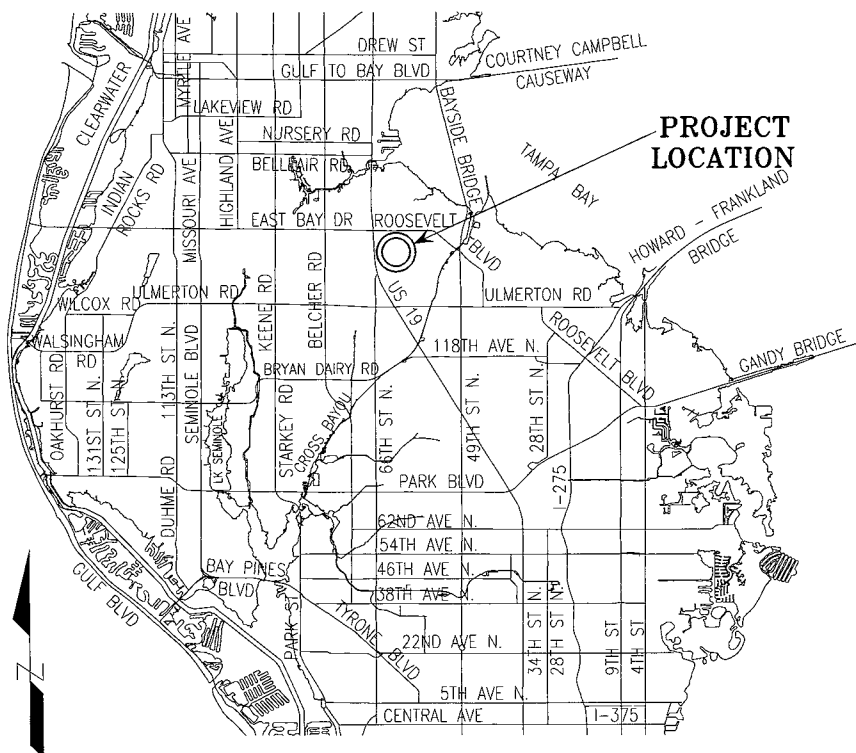 DREW ST
GULF TO BAY BLVD
COURTNEY CAMPBELL
CAUSEWAY
MYRTLE AVE
CLEARWATER
LAKEVIEW RD
HIGHLAND AVE
NURSERY RD
BELLEAIR RD
BAYSIDE BRIDGE
PROJECT
LOCATION
TAMPA BAY
INDIAN
ROCKS RD
MISSOURI AVE
EAST BAY DR
ROOSEVELT
BLVD
HOWARD - FRANKLAND
BRIDGE
WILCOX RD
ULMERTON RD
KEENE RD
BELCHER RD
US 19
ULMERTON RD
WALSINGHAM
RD
118TH AVE N.
ROOSEVELT BLVD
GANDY BRIDGE
BRYAN DAIRY RD
OAKHURST RD
131ST ST N.
125TH ST N.
113TH ST N.
SEMINOLE BLVD
LK SEMINOLE
STARKEY RD
CROSS BAYOU
66TH ST N.
49TH ST N.
28TH ST N.
I-275
DUHME RD
PARK BLVD
62ND AVE N.
54TH AVE N.
46TH AVE N.
38TH AVE N.
BAY PINES
BLVD
GULF BLVD
PARK ST
TYRONE BLVD
22ND AVE N.
34TH ST N.
28TH ST N.
9TH ST
4TH ST
5TH AVE N.
CENTRAL AVE
I-375
Z